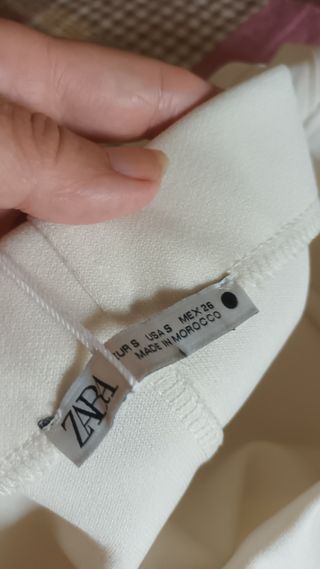 ZARA
EUR S USA S MEX 26
MADE IN MOROCCO